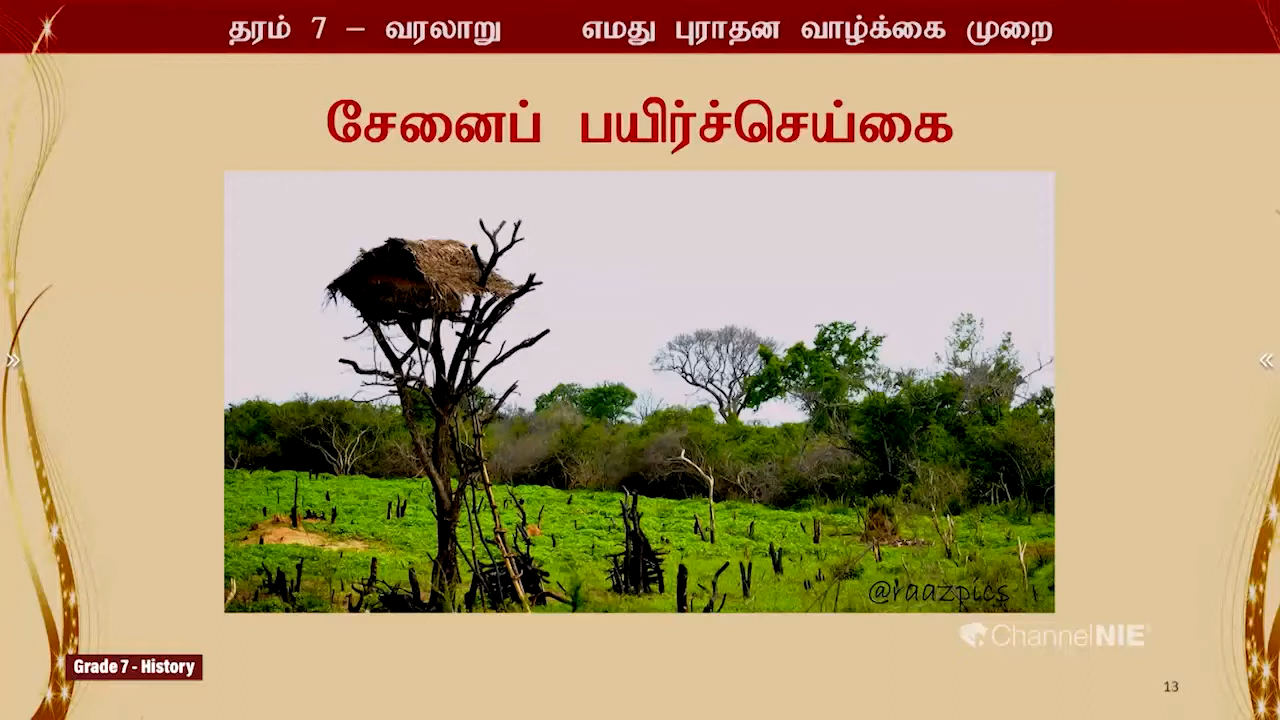 தரம் 7 – வரலாறு எமது புராதன வாழ்க்கை முறை
சேனைப் பயிர்ச்செய்கை
@raazpics
ChannelNIE
Grade 7 - History
13